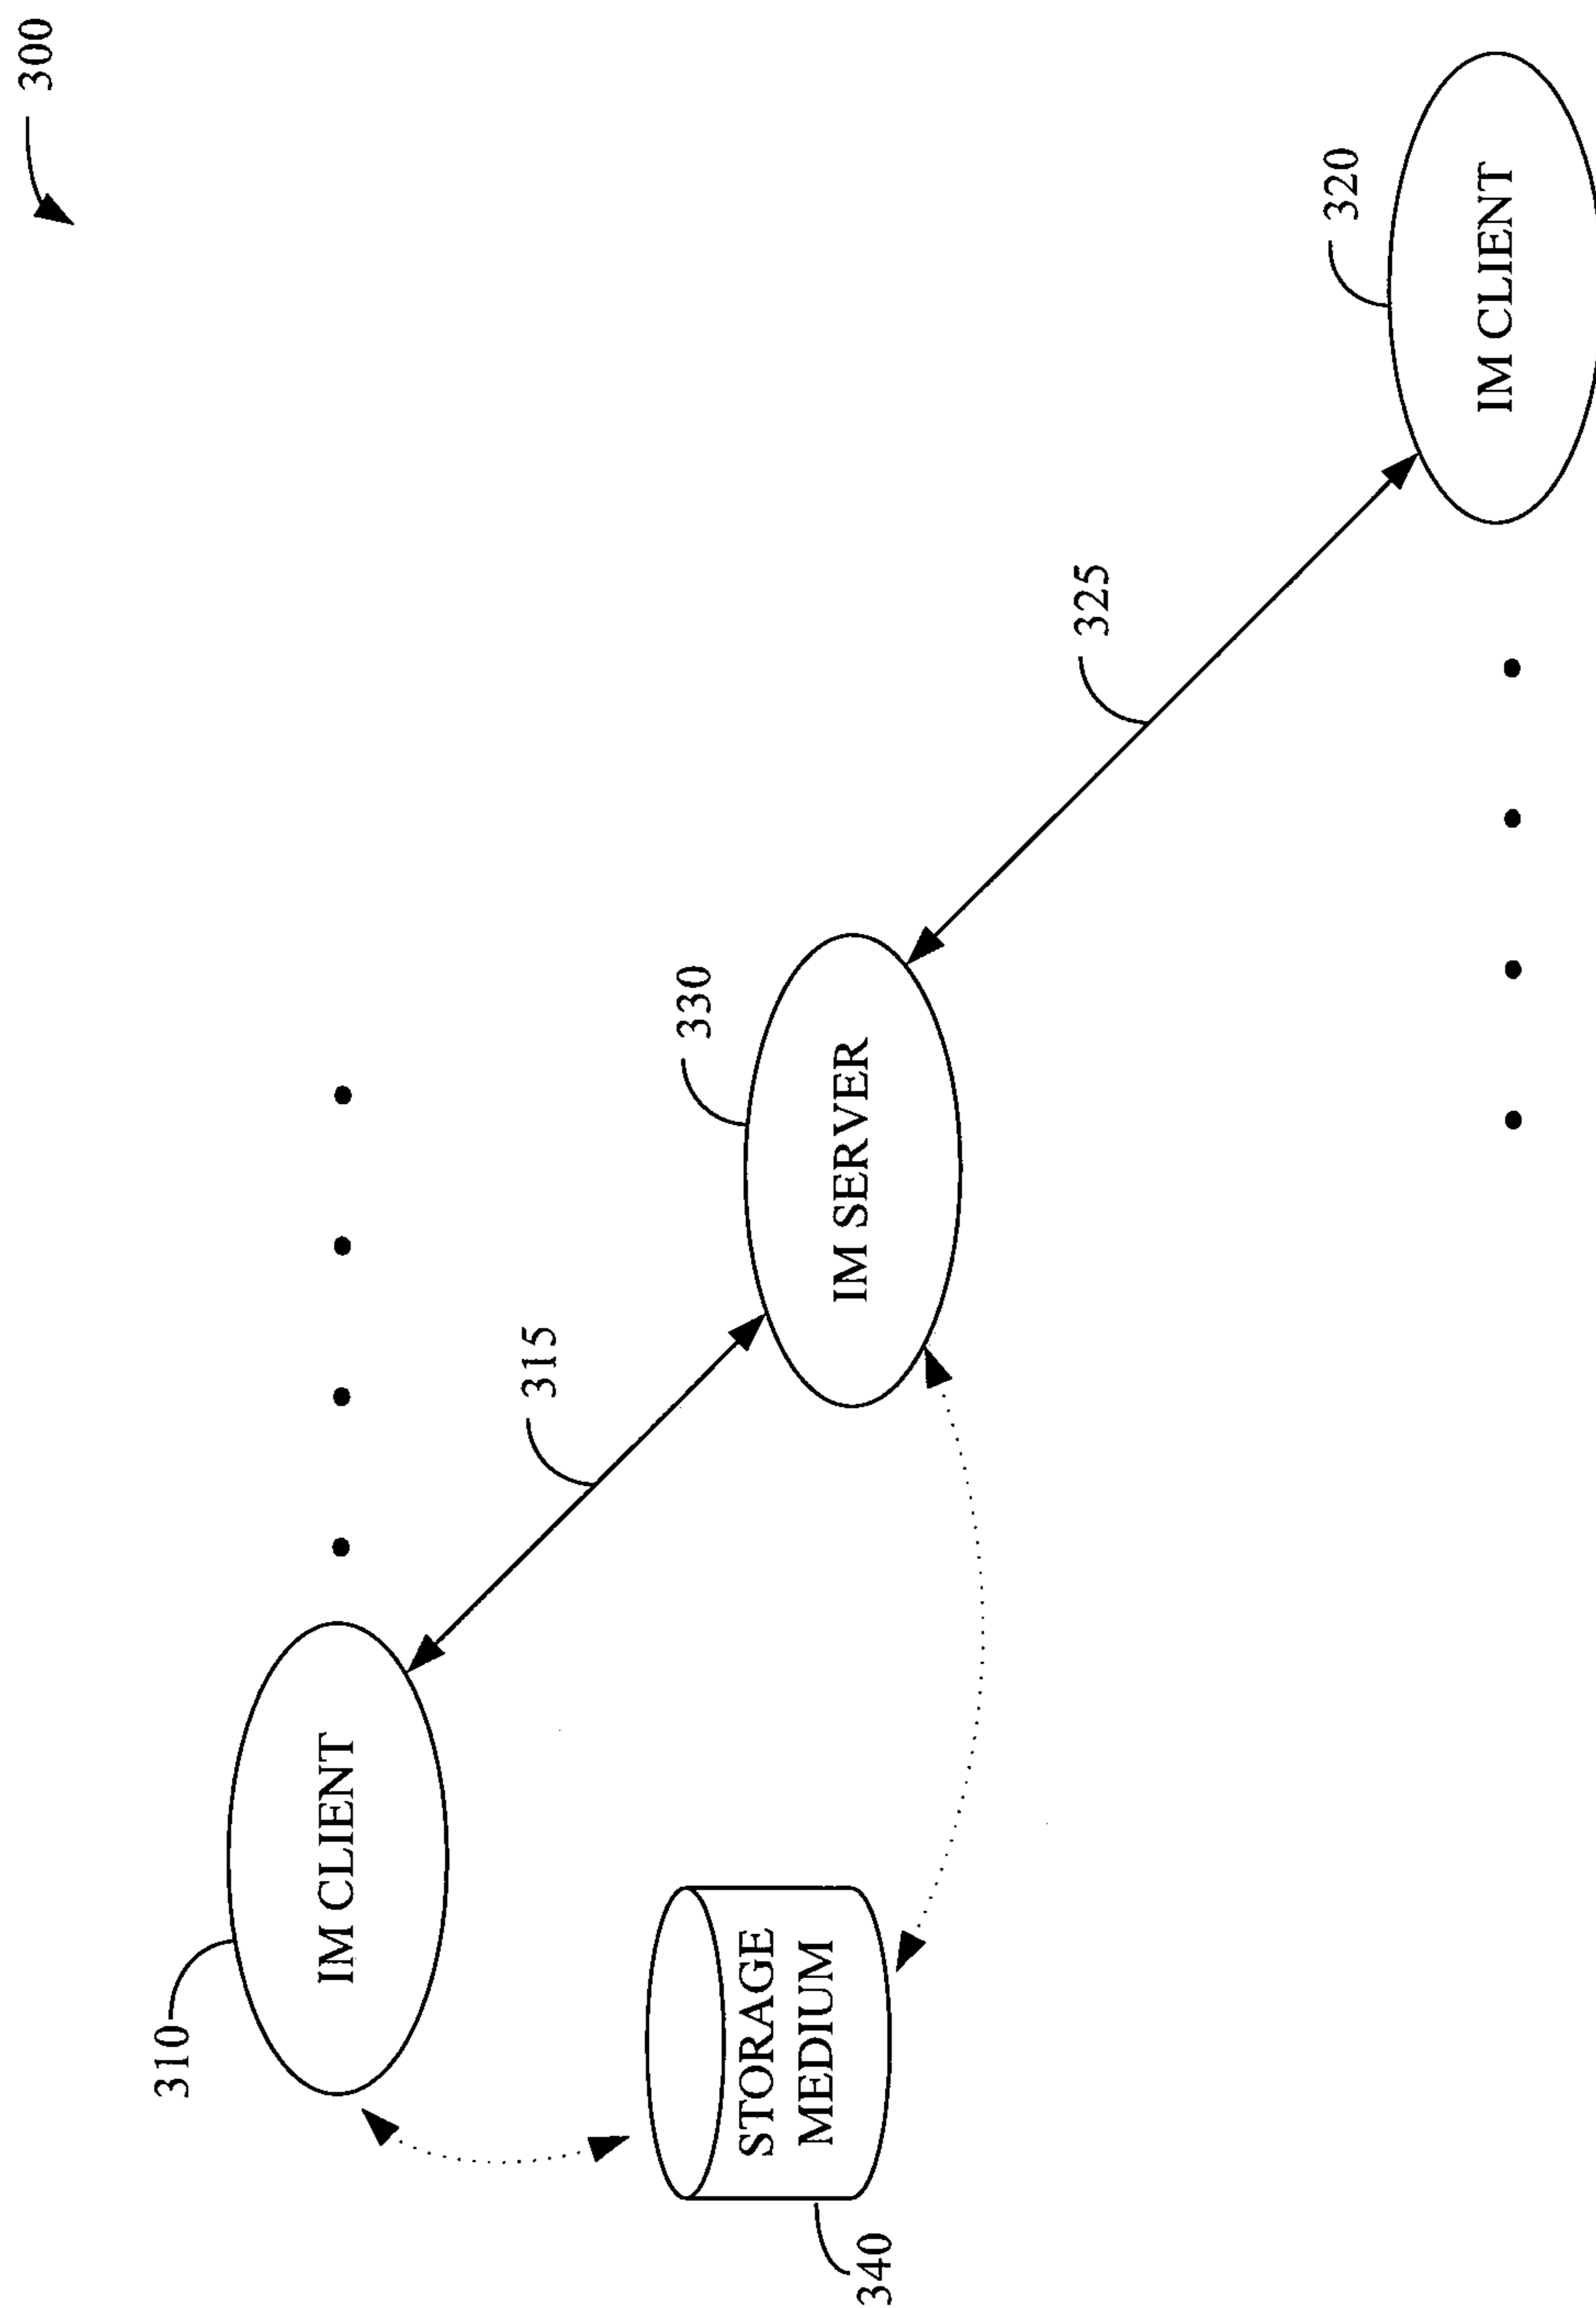 300
310
IM CLIENT
315
340
STORAGE
MEDIUM
330
IM SERVER
325
320
IM CLIENT